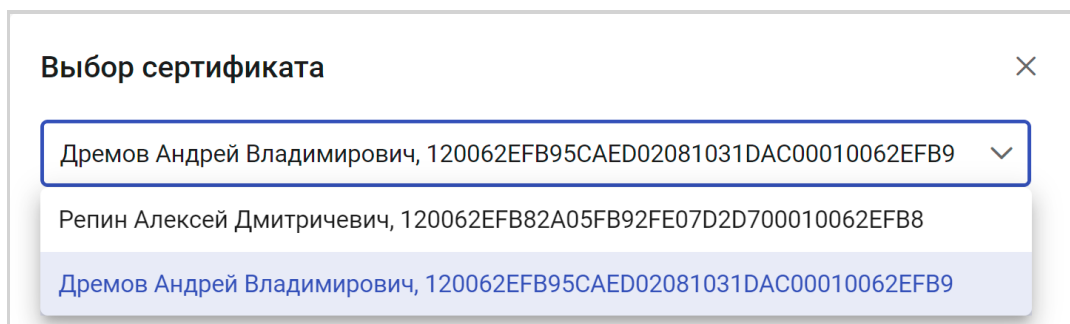 Выбор сертификата
Дремов Андрей Владимирович, 120062EFB95CAED02081031DAC00010062EFB9
Репин Алексей Дмитричевич, 120062EFB82A05FB92FE07D2D700010062EFB8
Дремов Андрей Владимирович, 120062EFB95CAED02081031DAC00010062EFB9